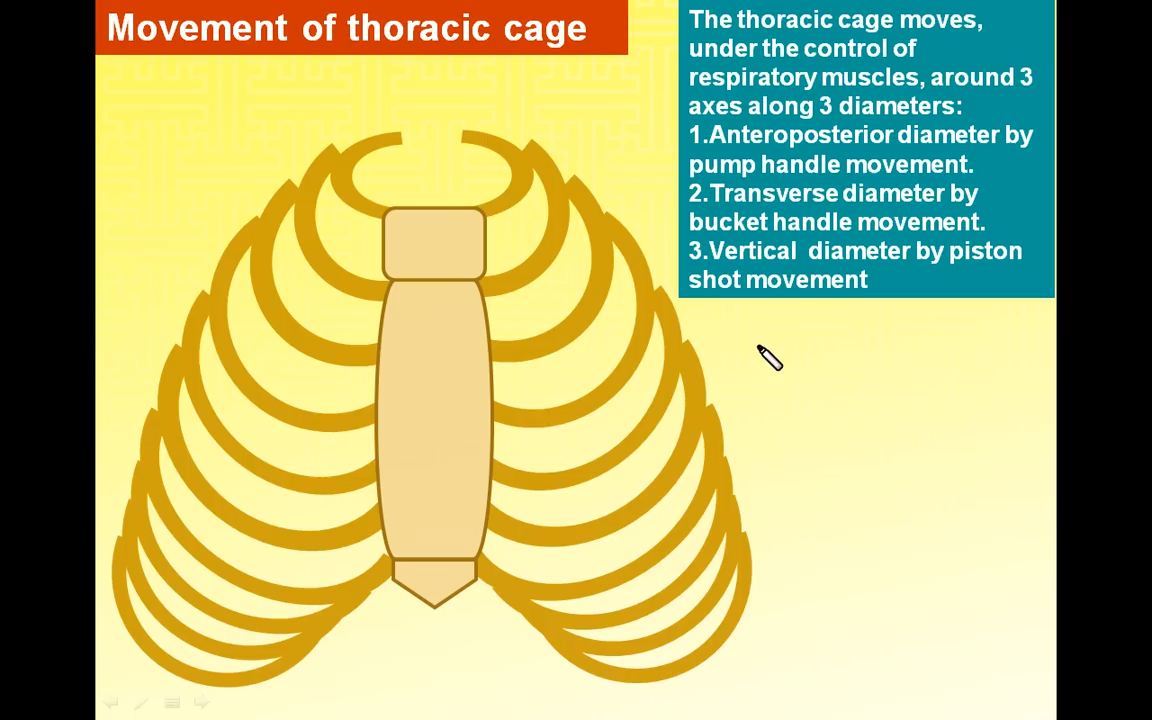 Movement of thoracic cage
The thoracic cage moves,
under the control of
respiratory muscles, around 3
axes along 3 diameters:
1.Anteroposterior diameter by
pump handle movement.
2.Transverse diameter by
bucket handle movement.
3.Vertical diameter by piston
shot movement